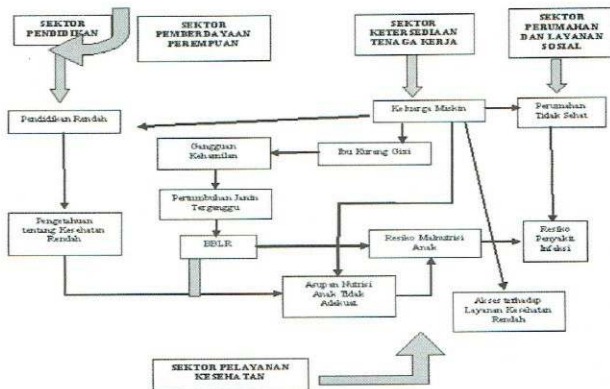 SEKTOR
PENDIDIKAN
SEKTOR
PEMBERDAYAAN
PEREMPUAN
SEKTOR
KETERSEDIAAN
TENAGA KERJA
SEKTOR
PERUMAHAN
DAN LAYANAN
SOSIAL
Pendidikan Rendah
Keluarga Miskin
Perumahan
Tidak Sehat
Gangguan
Kehamilan
Ibu Kurang Gizi
Pertumbuhan Janin
Terganggu
Pengetahuan
tentang Kesehatan
Rendah
BBLR
Resiko Malnutrisi
Anak
Resiko
Penyakit
Infeksi
Asupan Nutrisi
Anak Tidak
Adekuat
Akses terhadap
Layanan Kesehatan
Rendah
SEKTOR PELAYANAN
KESEHATAN